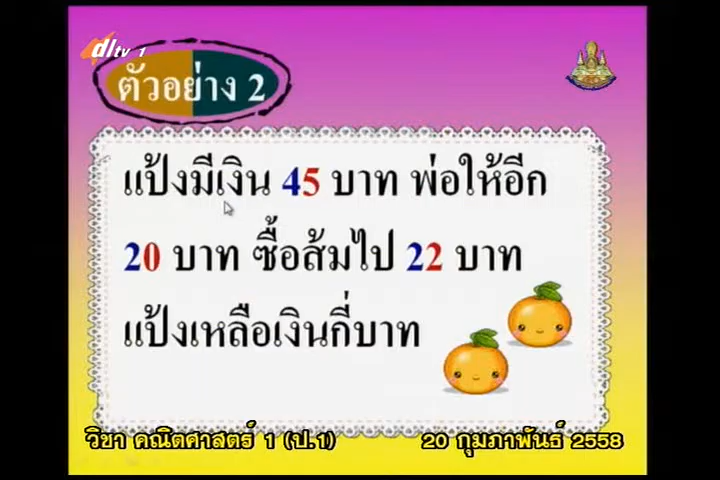 dltv 1
ตัวอย่าง 2
แป้งมีเงิน 45 บาท พ่อให้อีก
20 บาท ซื้อส้มไป 22 บาท
แป้งเหลือเงินกี่บาท
วิชา คณิตศาสตร์ 1 (ป.1)
20 กุมภาพันธ์ 2558